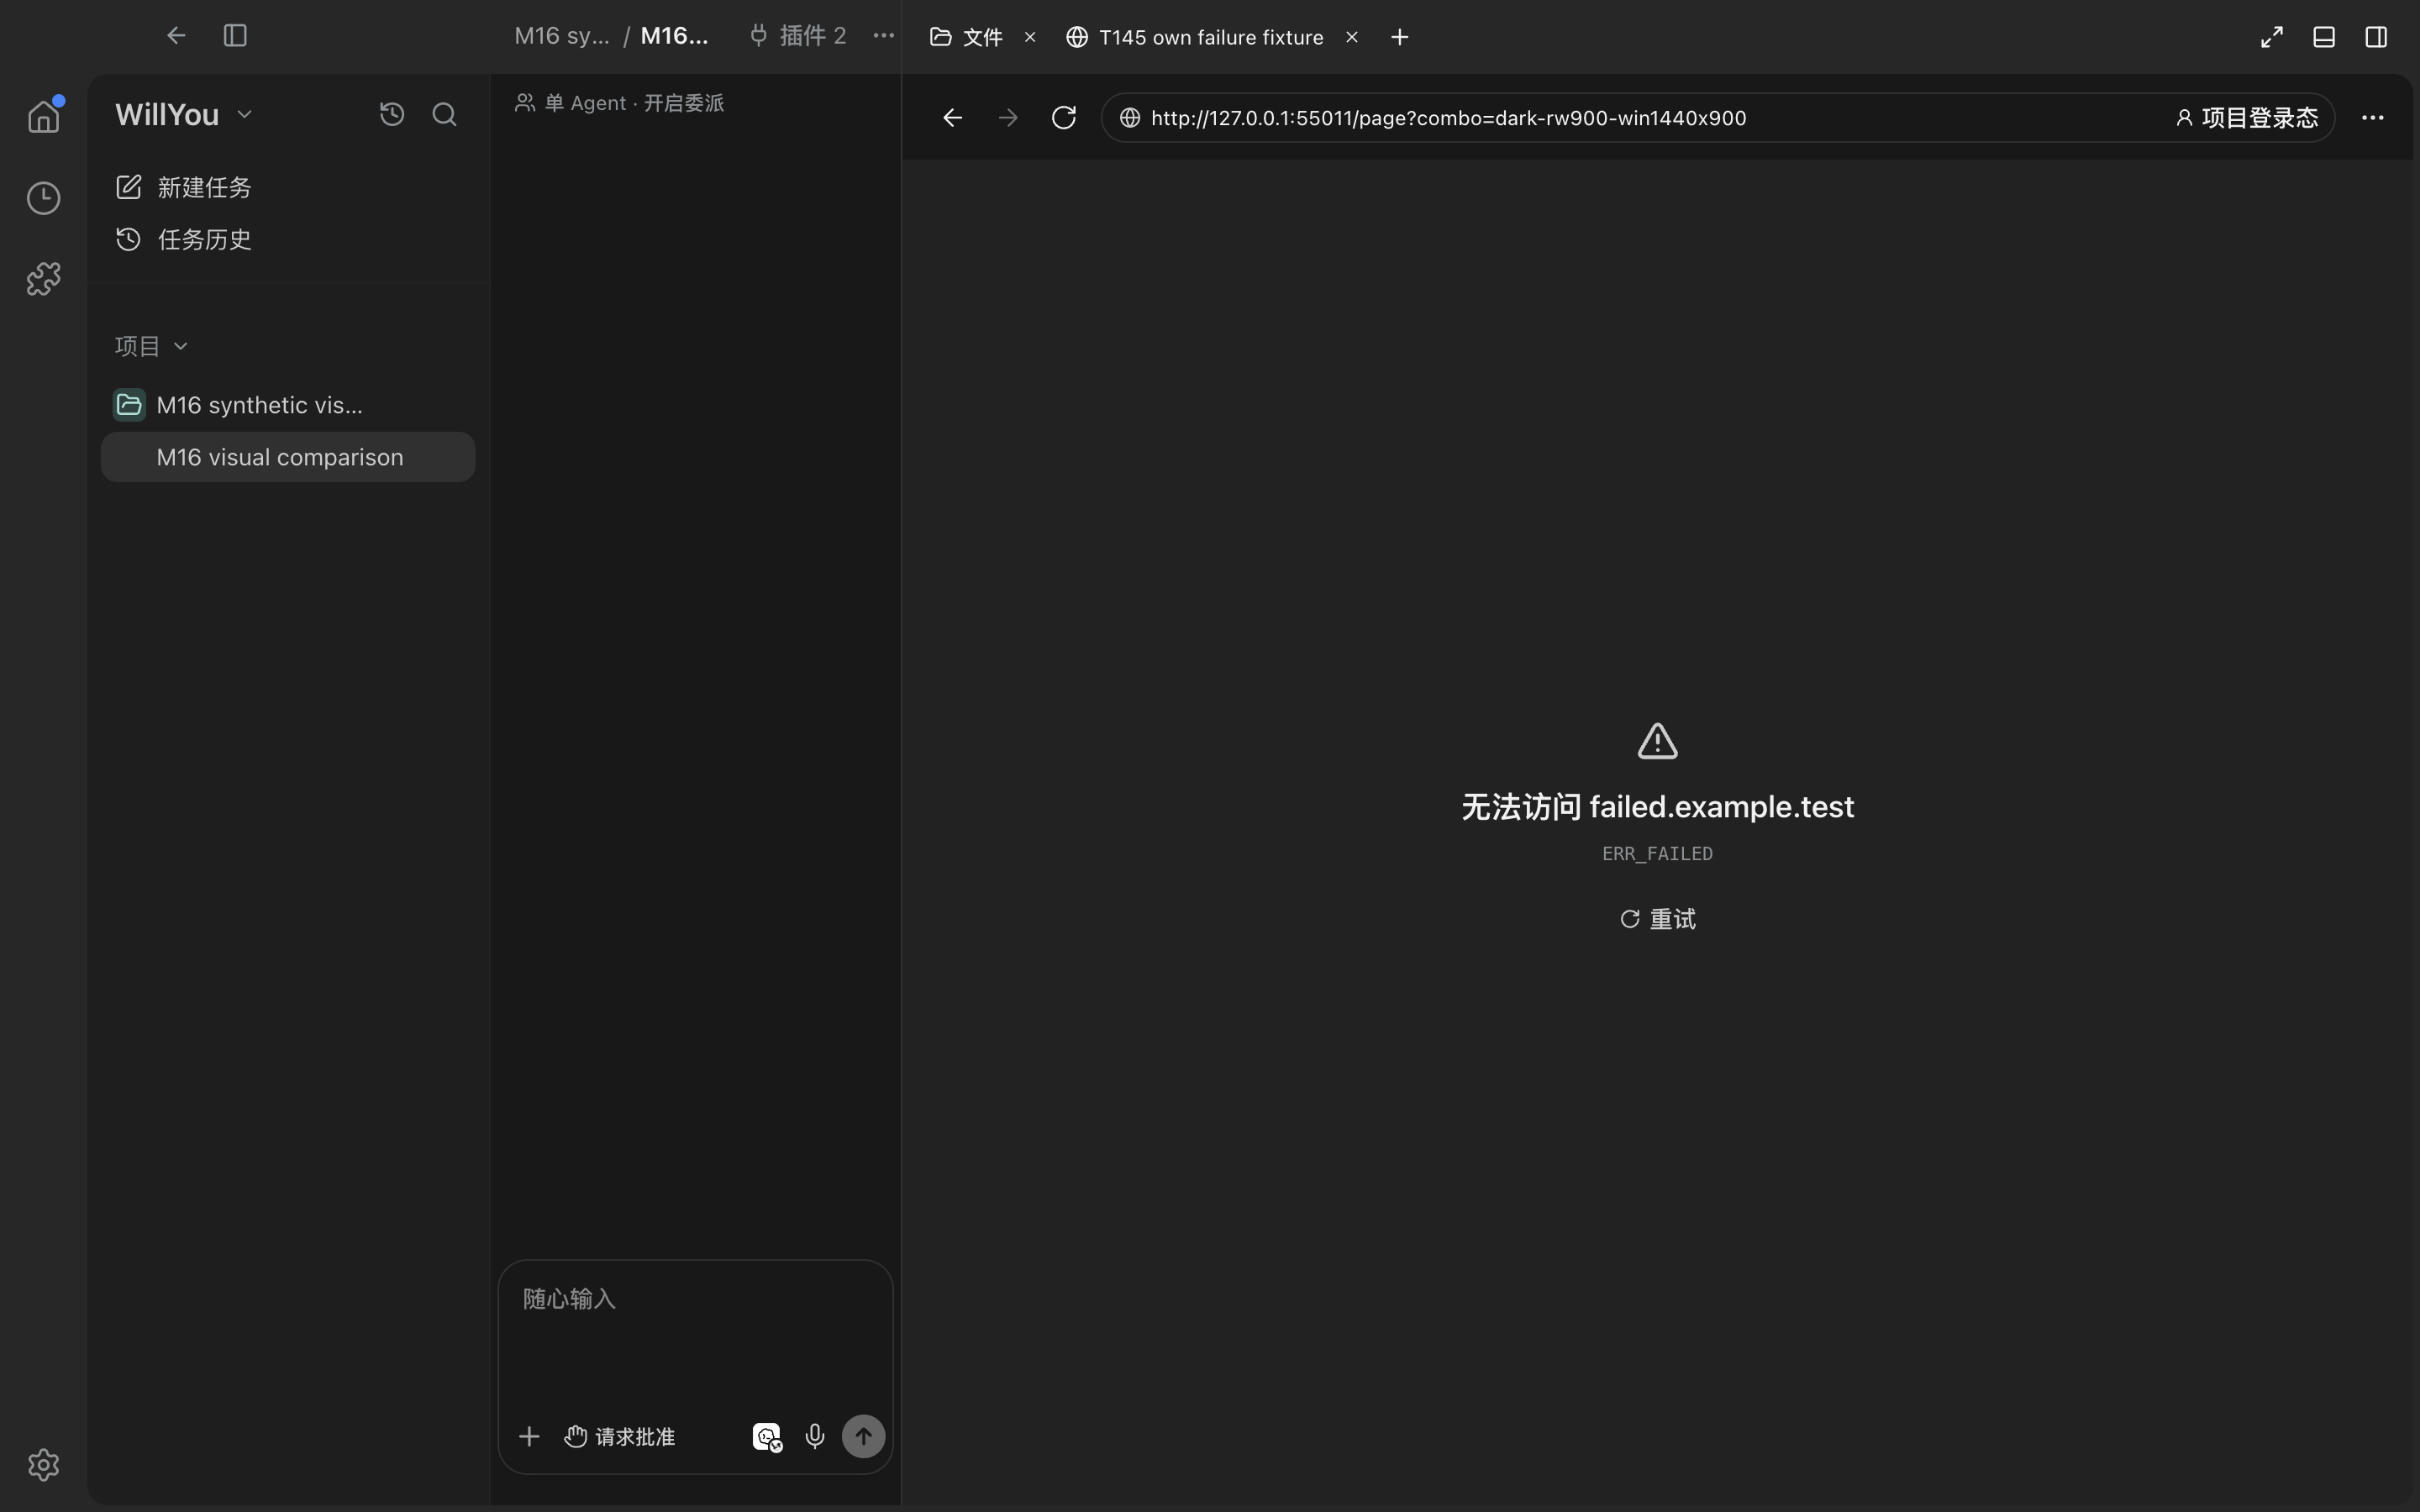 M16 sy... / M16... 插件 2
文件 T145 own failure fixture
WillYou
新建任务
任务历史
项目
M16 synthetic vis...
M16 visual comparison
单 Agent · 开启委派
随心输入
请求批准
http://127.0.0.1:55011/page?combo=dark-rw900-win1440x900 项目登录态
无法访问 failed.example.test
ERR_FAILED
重试